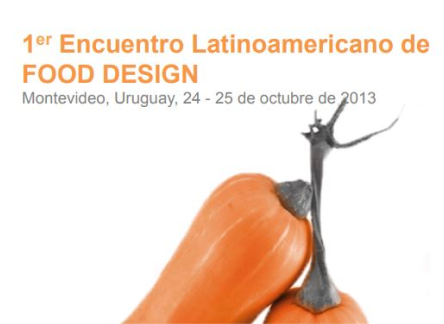 1er Encuentro Latinoamericano de
FOOD DESIGN
Montevideo, Uruguay, 24 - 25 de octubre de 2013